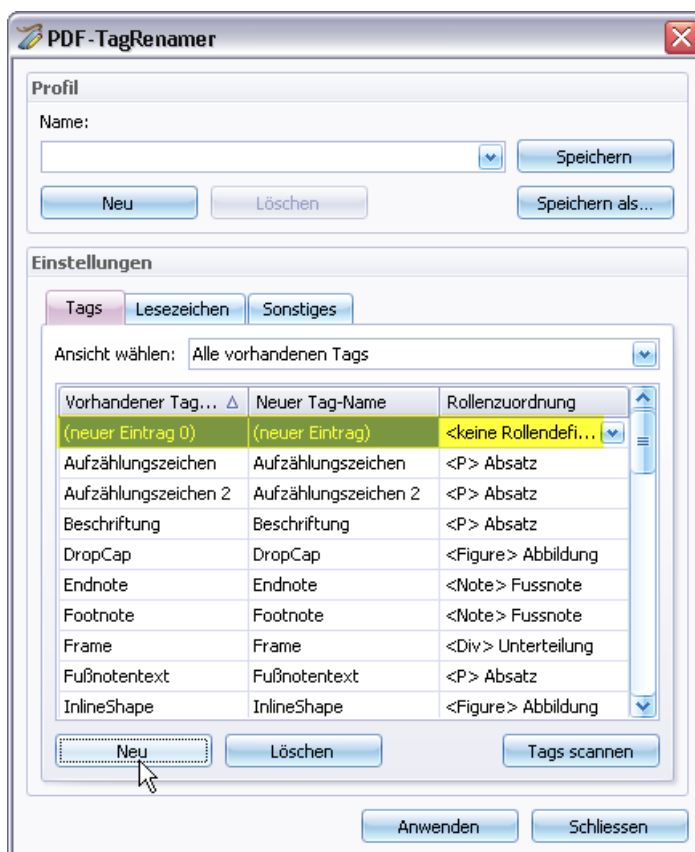 PDF-TagRenamer
Profil
Name:
Speichern
Neu Löschen Speichern als...
Einstellungen
Tags Lesezeichen Sonstiges
Ansicht wählen: Alle vorhandenen Tags
Vorhandener Tag... Neuer Tag-Name Rollenzuordnung
(neuer Eintrag 0) (neuer Eintrag) <keine Rollendefi...
Aufzählungszeichen Aufzählungszeichen <P> Absatz
Aufzählungszeichen 2 Aufzählungszeichen 2 <P> Absatz
Beschriftung Beschriftung <P> Absatz
DropCap DropCap <Figure> Abbildung
Endnote Endnote <Note> Fussnote
Footnote Footnote <Note> Fussnote
Frame Frame <Div> Unterteilung
Fußnotentext Fußnotentext <P> Absatz
InlineShape InlineShape <Figure> Abbildung
Neu Löschen Tags scannen
Anwenden Schliessen